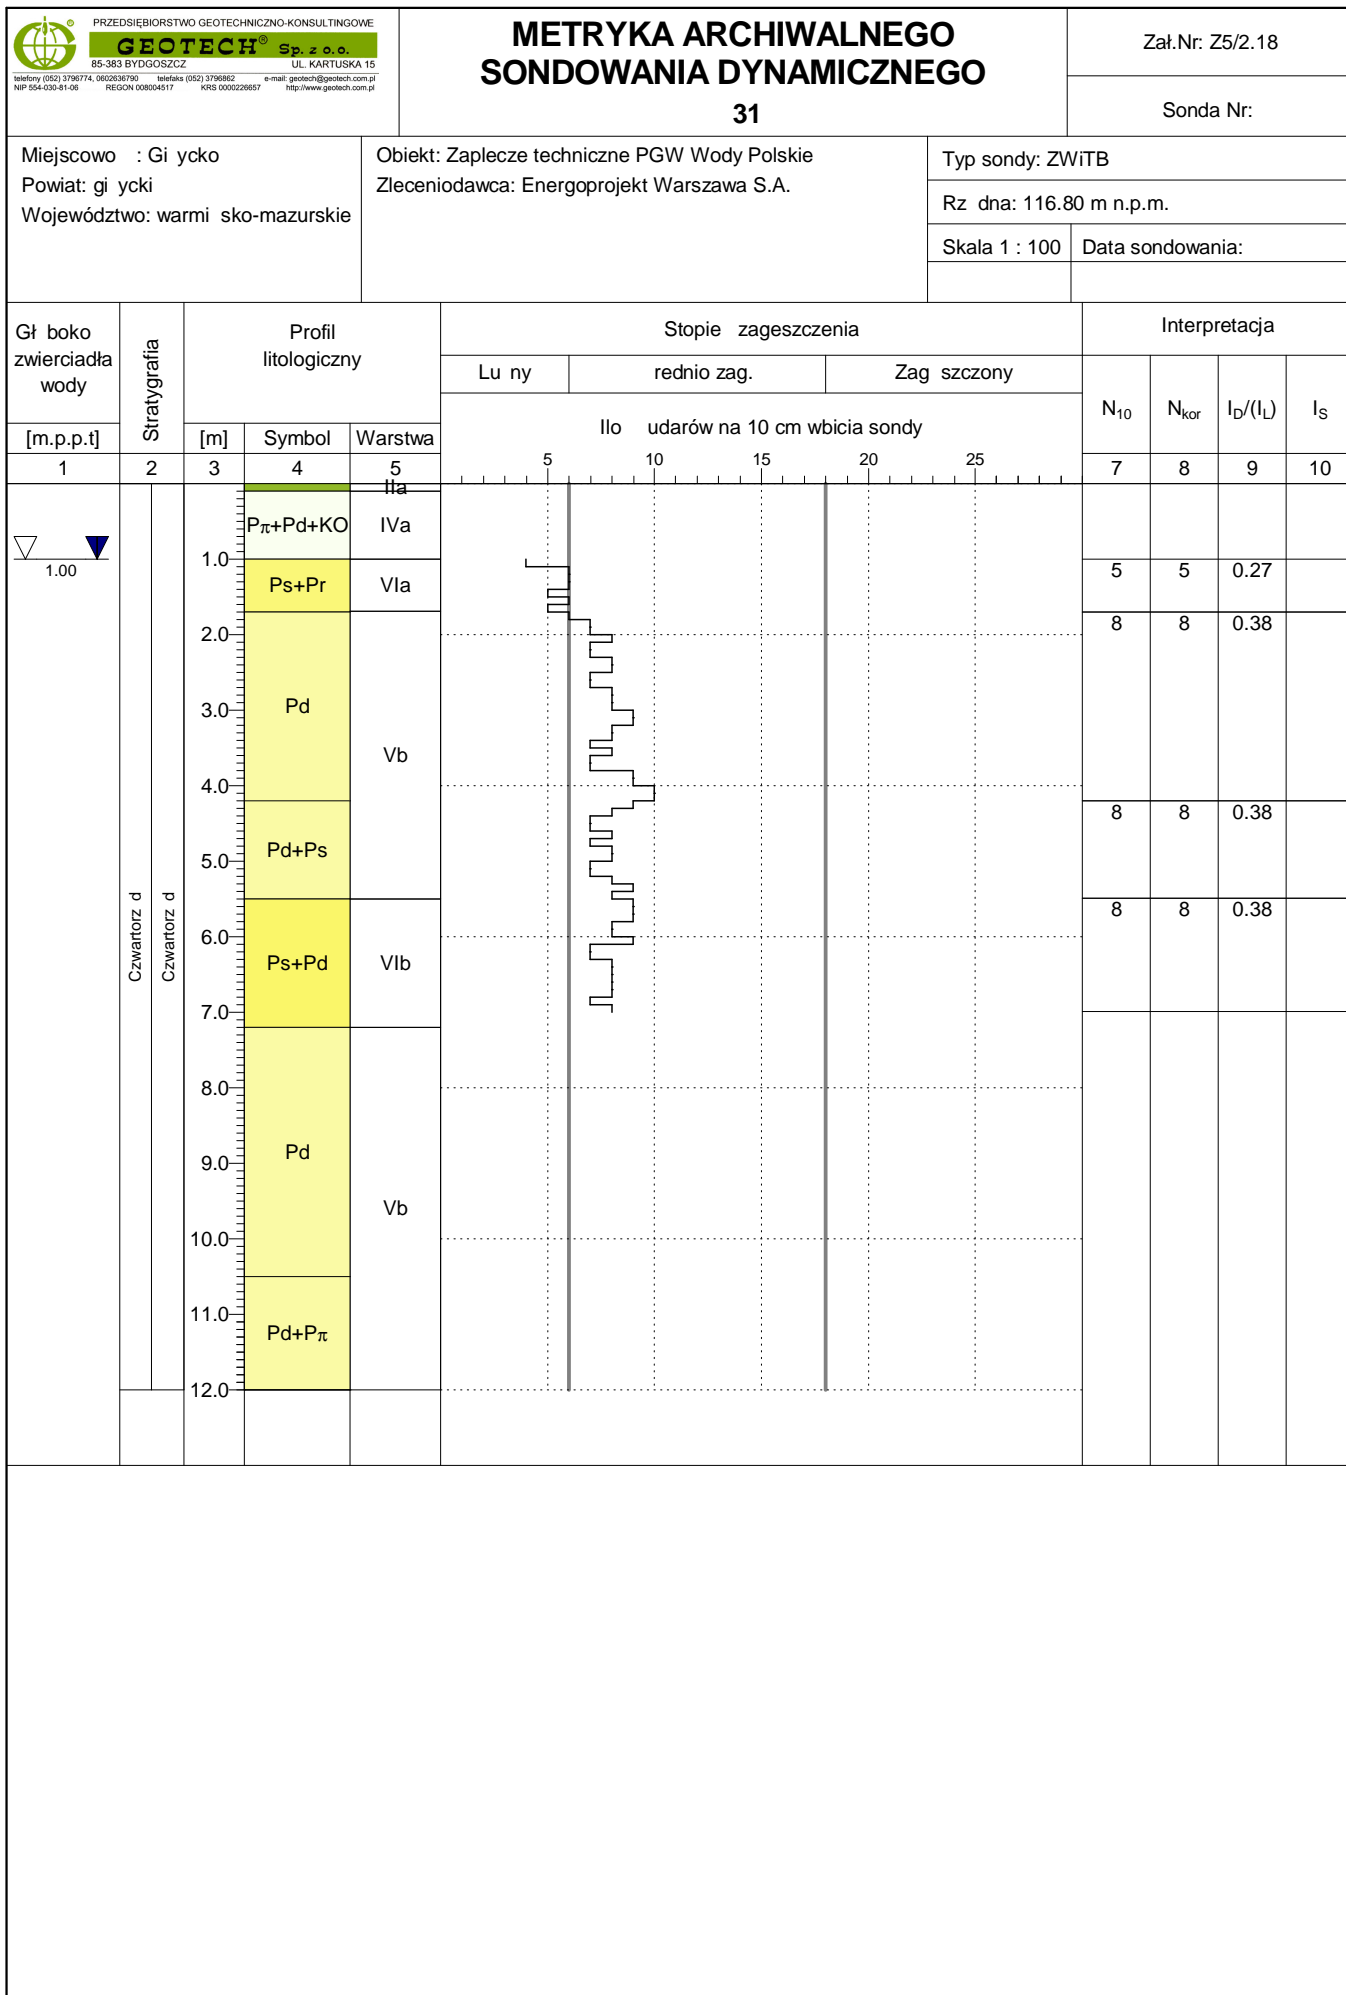 PRZEDSIĘBIORSTWO GEOTECHNICZNO-KONSULTINGOWE
GEOTECH® Sp. z o.o.
85-383 BYDGOSZCZ UL. KARTUSKA 15
telefony (052) 3796774, 0602636790 telefaks (052) 3796862 e-mail: geotech@geotech.com.pl
NIP 554-030-81-06 REGON 008004517 KRS 0000226657 http://www.geotech.com.pl
METRYKA ARCHIWALNEGO
SONDOWANIA DYNAMICZNEGO
31
Zał.Nr: Z5/2.18
Sonda Nr:
Miejscowo : Gi ycko
Powiat: gi ycki
Województwo: warmi sko-mazurskie
Obiekt: Zaplecze techniczne PGW Wody Polskie
Zleceniodawca: Energoprojekt Warszawa S.A.
Typ sondy: ZWiTB
Rz dna: 116.80 m n.p.m.
Skala 1 : 100 Data sondowania:
Gł boko
zwierciadła
wody
[m.p.p.t]
Stratygrafia
Profil
litologiczny
[m] Symbol Warstwa
Stopie zageszczenia
Lu ny rednio zag. Zag szczony
Ilo udarów na 10 cm wbicia sondy
5 10 15 20 25
Interpretacja
N10 Nkor ID/(IL) IS
1 2 3 4 5 7 8 9 10
IIa
Pπ+Pd+KO IVa
1.00
1.0
Ps+Pr VIa 5 5 0.27
8 8 0.38
2.0
Pd
3.0
Vb
4.0
8 8 0.38
Pd+Ps
5.0
8 8 0.38
Czwartorz d
Czwartorz d
6.0
Ps+Pd VIb
7.0
8.0
Pd
9.0
Vb
10.0
11.0
Pd+Pπ
12.0